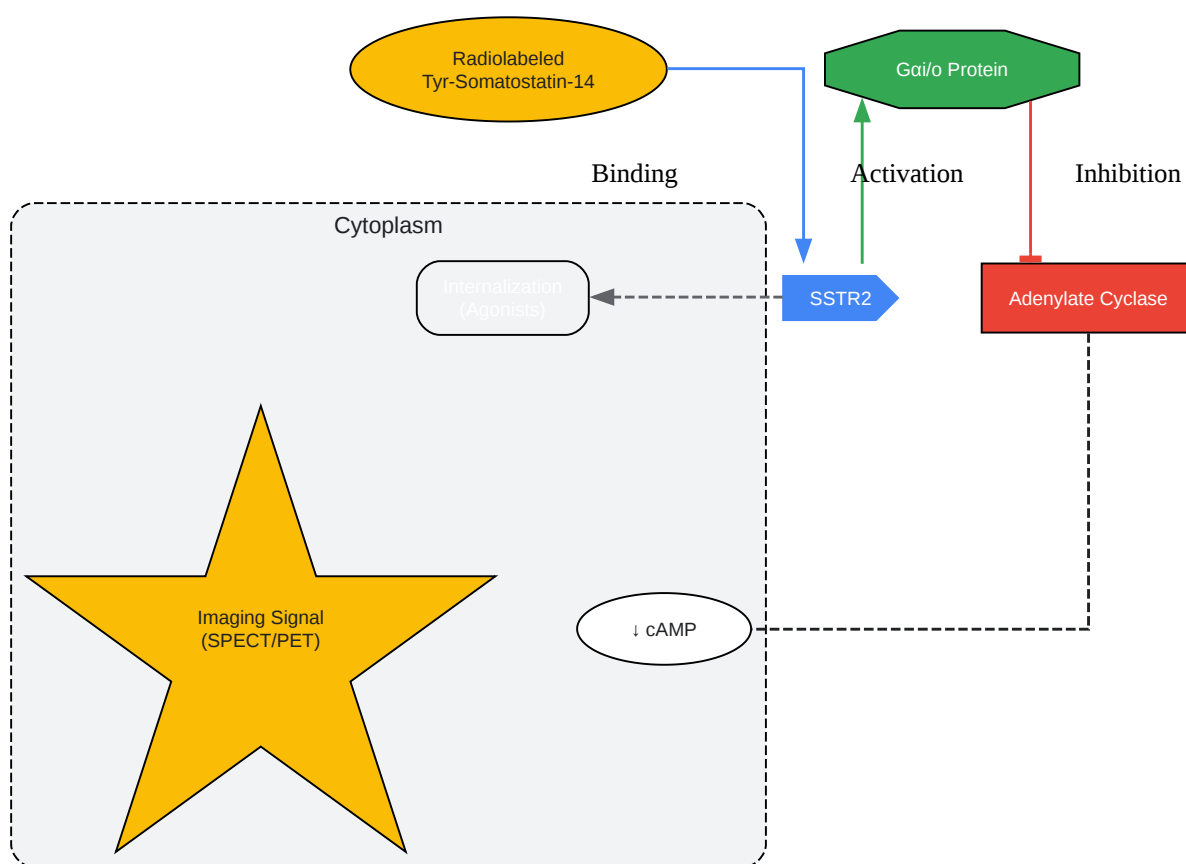 Radiolabeled
Tyr-Somatostatin-14
Gαi/o Protein
Binding
Activation
Inhibition
Cytoplasm
Internalization
(Agonists)
SSTR2
Adenylate Cyclase
Imaging Signal
(SPECT/PET)
↓ cAMP